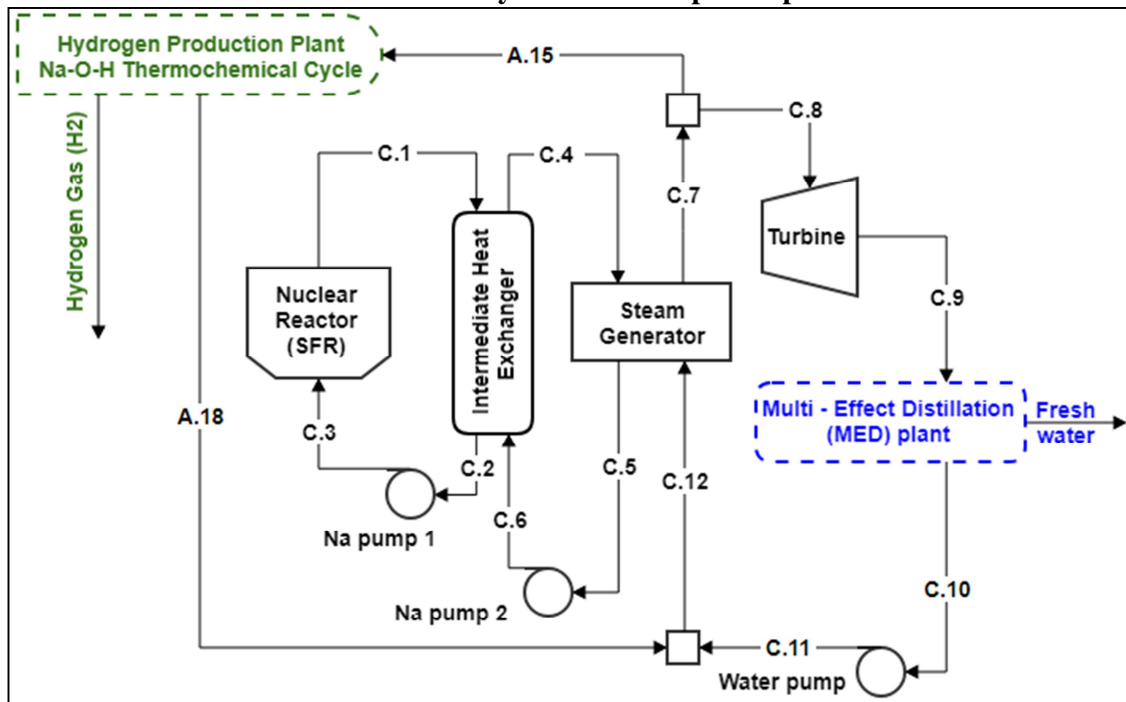 Hydrogen Production Plant
Na-O-H Thermochemical Cycle
A.15
C.8
Hydrogen Gas (H2)
C.1
C.4
C.7
Turbine
Nuclear
Reactor
(SFR)
Intermediate Heat
Exchanger
Steam
Generator
C.9
Multi - Effect Distillation
(MED) plant
Fresh
water
A.18
C.3
C.2
C.5
C.12
C.6
Na pump 1
Na pump 2
C.10
C.11
Water pump